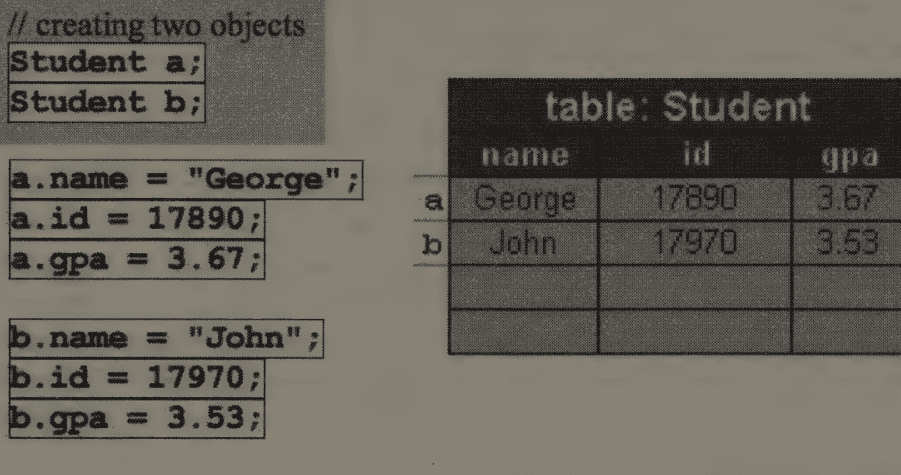 // creating two objects
Student a;
Student b;
a.name = "George";
a.id = 17890;
a.gpa = 3.67;
b.name = "John";
b.id = 17970;
b.gpa = 3.53;
table: Student
name id gpa
a George 17890 3.67
b John 17970 3.53